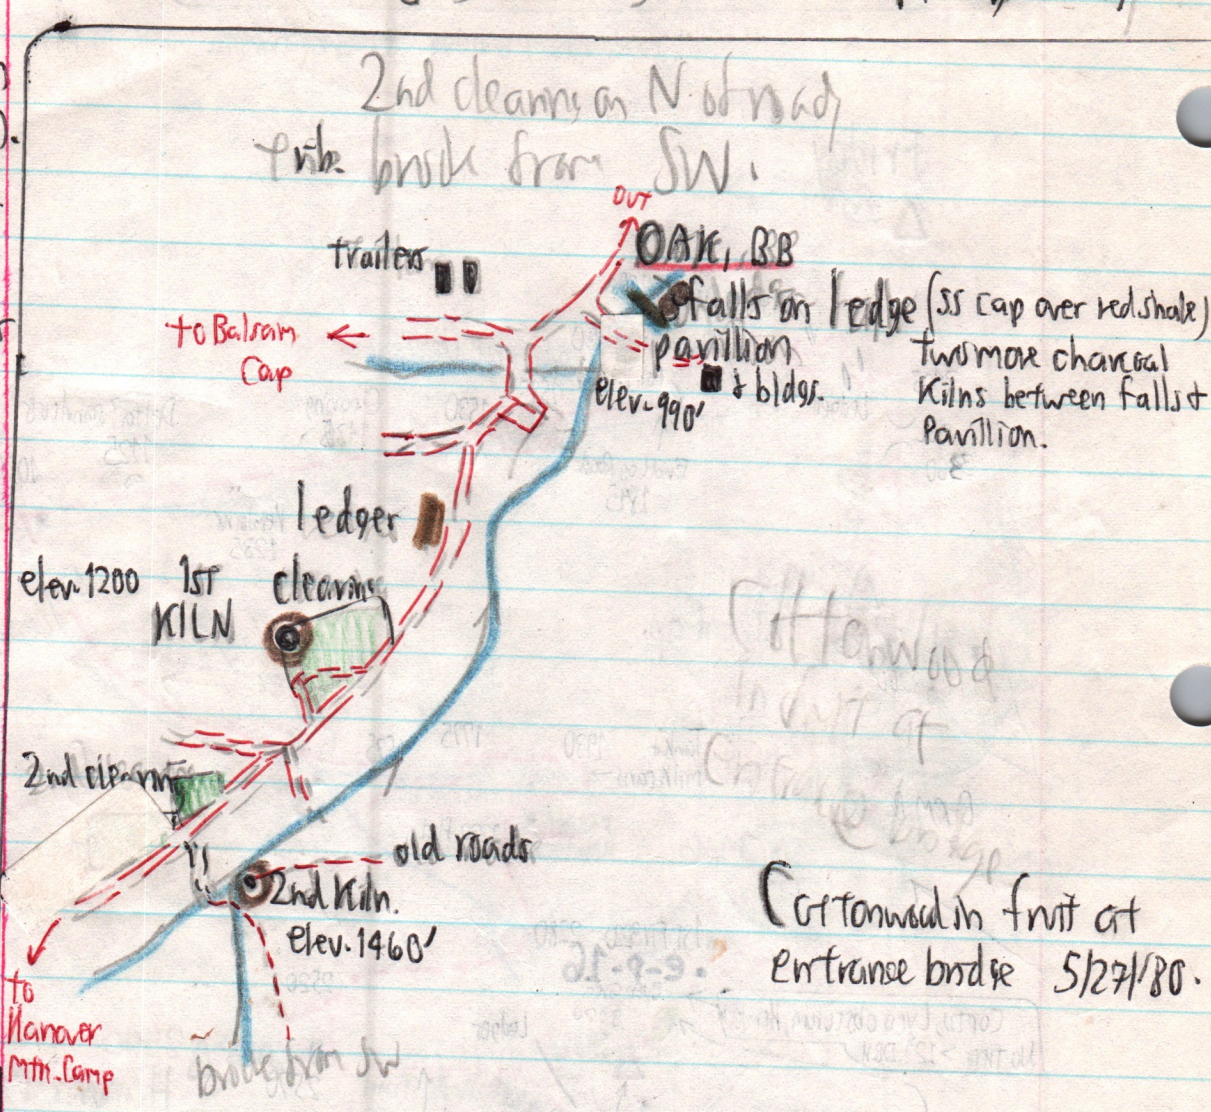 2nd clearing on N. of road,
trib. brook from SW.
OUT
OAK, BB
trailers
falls on ledge (SS cap over red shale)
to Balsam
Cap
pavillion
two more charcoal
& bldgs.
Kilns between falls &
elev. 990'
Pavillion.
ledger
elev. 1200
1st
KILN
clearing
2nd clearing
old roads
2nd Kiln.
elev. 1460'
Cottonwood in fruit at
entranse bridge 5/27/80.
to
Hanover
Mtn. Camp
brook from SW